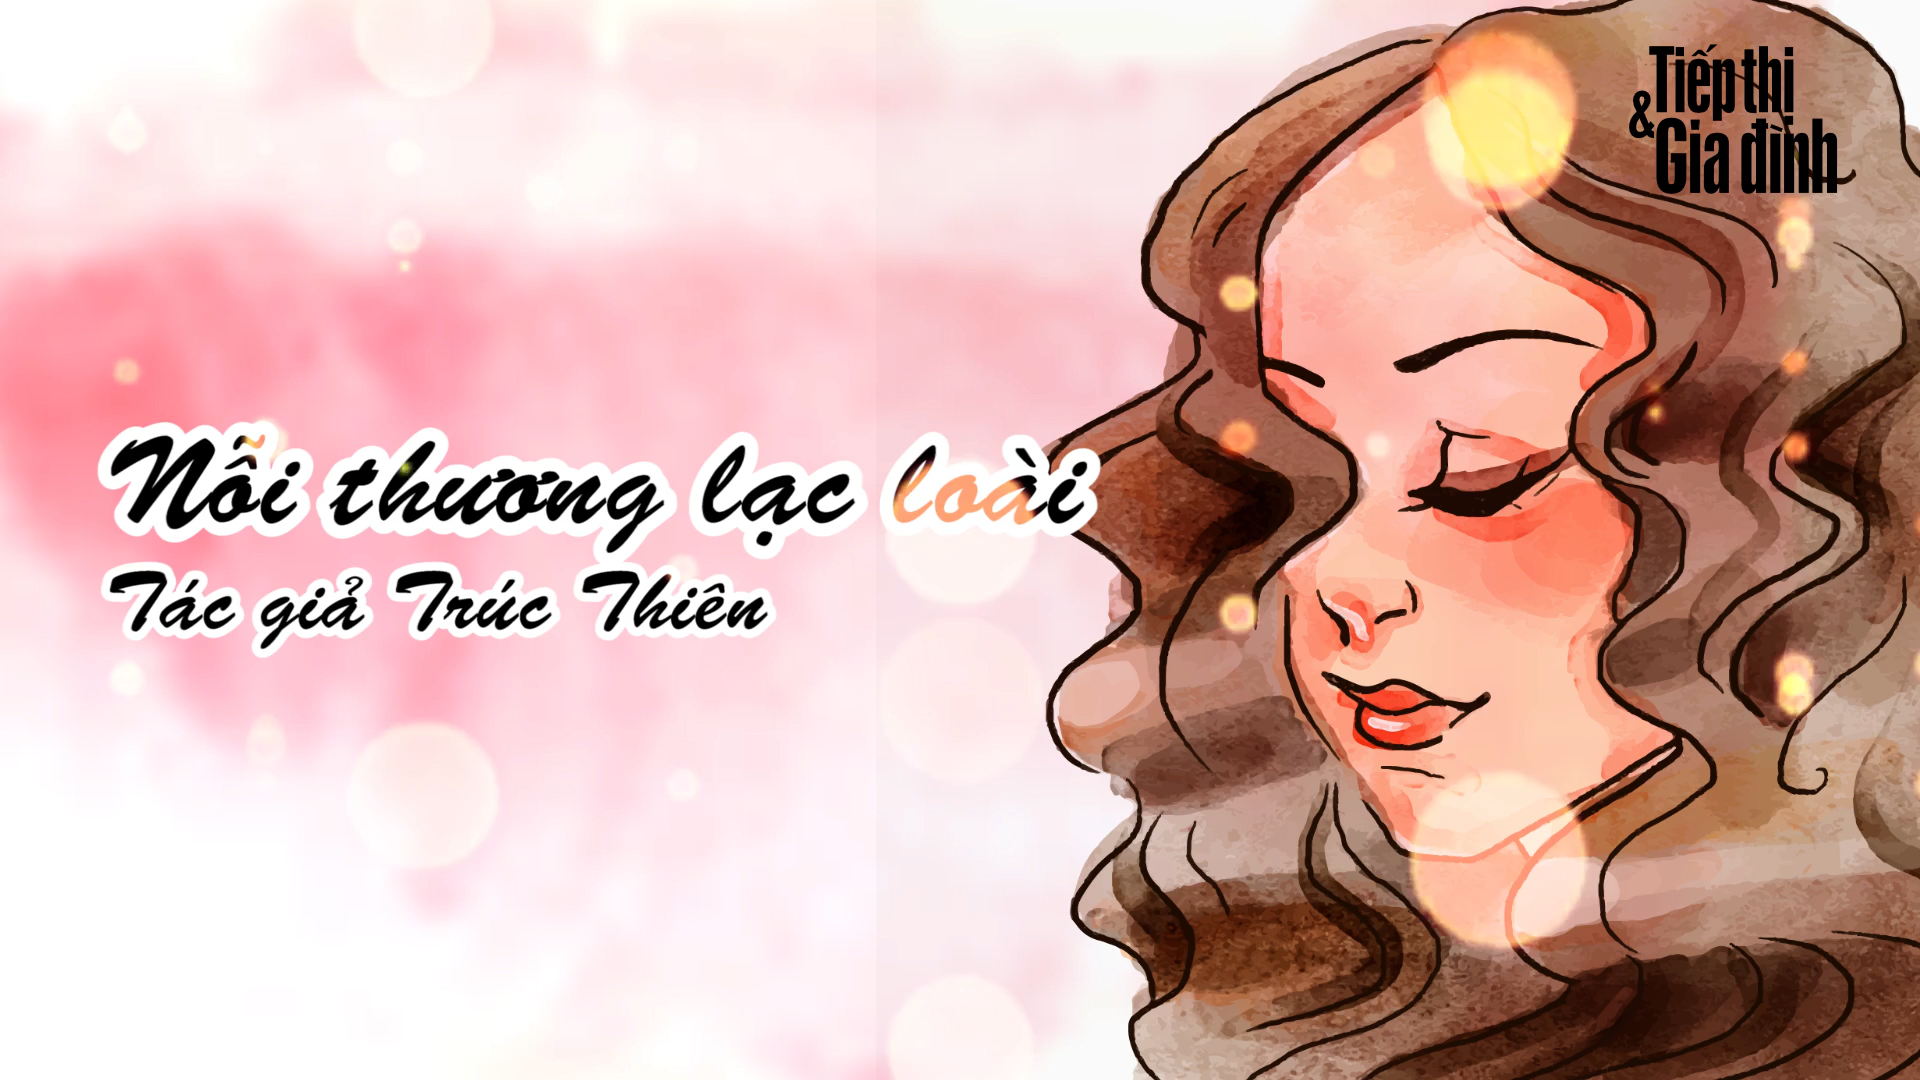 Tiếp thị
& Gia đình
Nỗi thương lạc loài
Tác giả Trúc Thiên